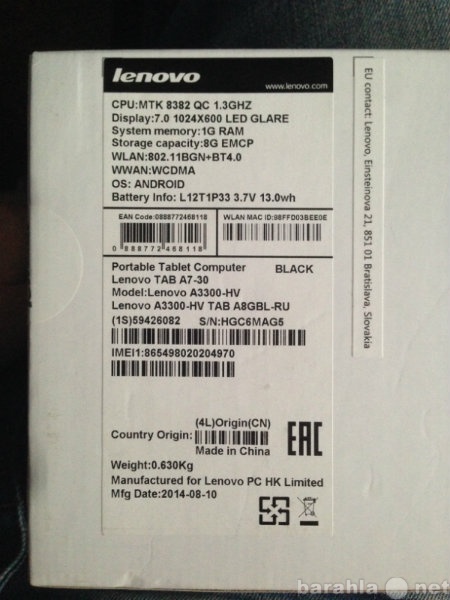 lenovo
www.lenovo.com
CPU:MTK 8382 QC 1.3GHZ
Display:7.0 1024X600 LED GLARE
System memory:1G RAM
Storage capacity:8G EMCP
WLAN:802.11BGN+BT4.0
WWAN:WCDMA
OS: ANDROID
Battery Info: L12T1P33 3.7V 13.0wh
EAN Code:0888772468118
WLAN MAC ID:98FFD03BEE0E
0 888772 468118
Portable Tablet Computer BLACK
Lenovo TAB A7-30
Model:Lenovo A3300-HV
Lenovo A3300-HV TAB A8GBL-RU
(1S)59426082 S/N:HGC6MAG5
IMEI1:865498020204970
(4L)Origin(CN)
Country Origin:
Made in China
EAC
Weight:0.630Kg
Manufactured for Lenovo PC HK Limited
Mfg Date:2014-08-10
EU contact: Lenovo, Einsteinova 21, 851 01 Bratislava, Slovakia
barahla.net